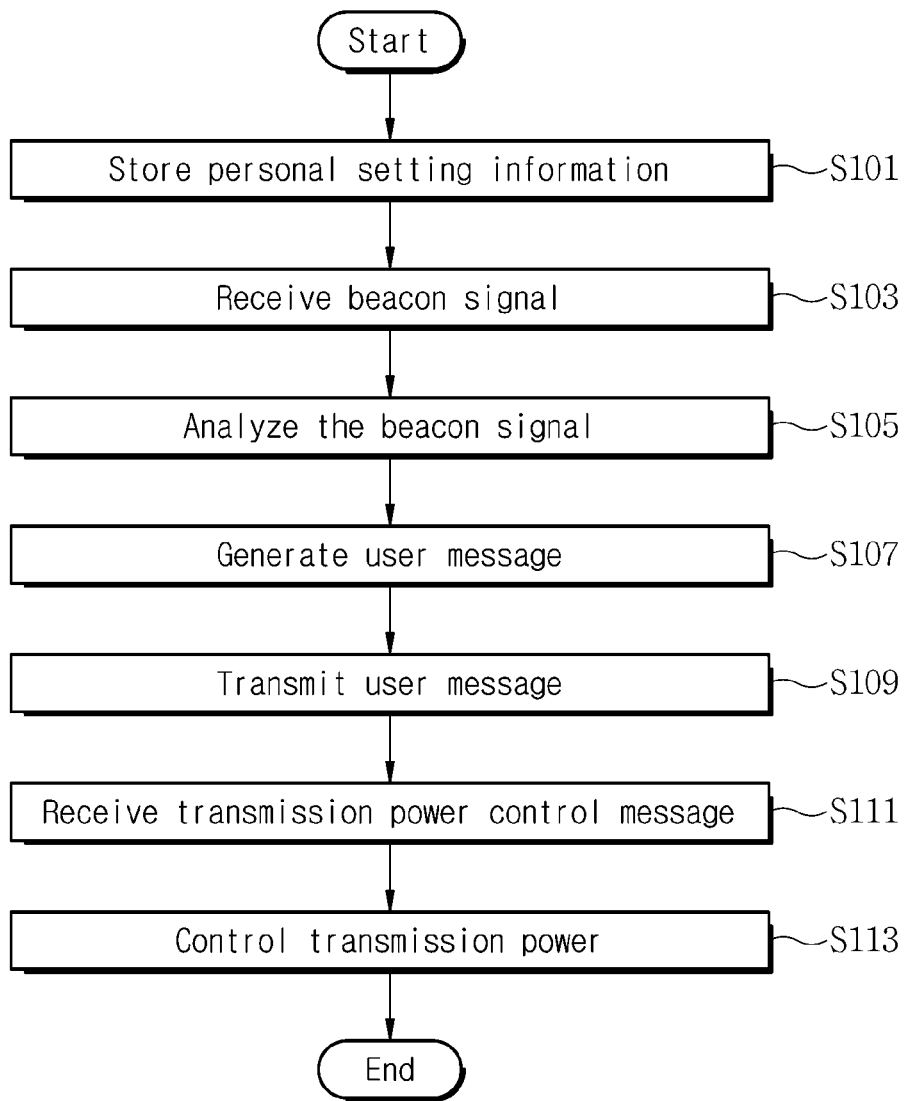 Start
Store personal setting information
S101
Receive beacon signal
S103
Analyze the beacon signal
S105
Generate user message
S107
Transmit user message
S109
Receive transmission power control message
S111
Control transmission power
S113
End